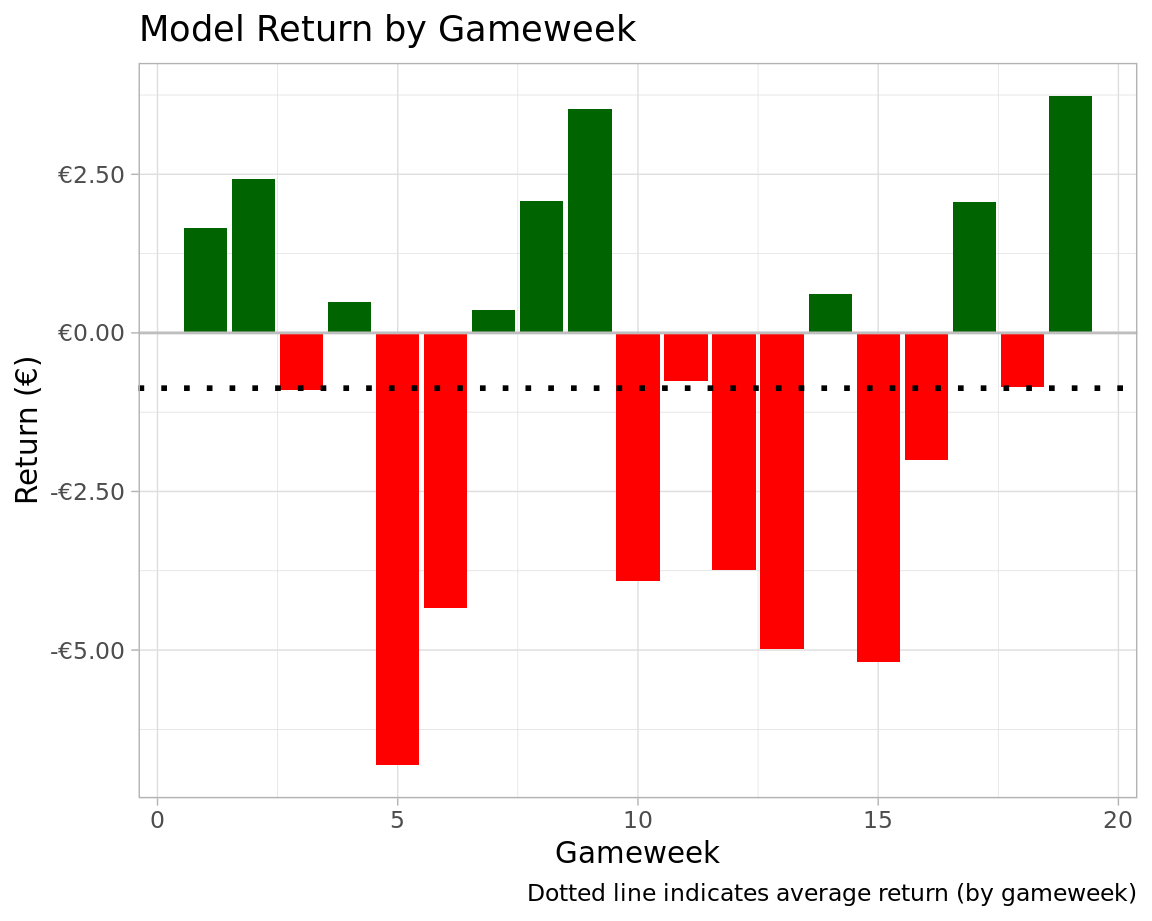 Model Return by Gameweek
Return (€)
€2.50
€0.00
-€2.50
-€5.00
0 5 10 15 20
Gameweek
Dotted line indicates average return (by gameweek)